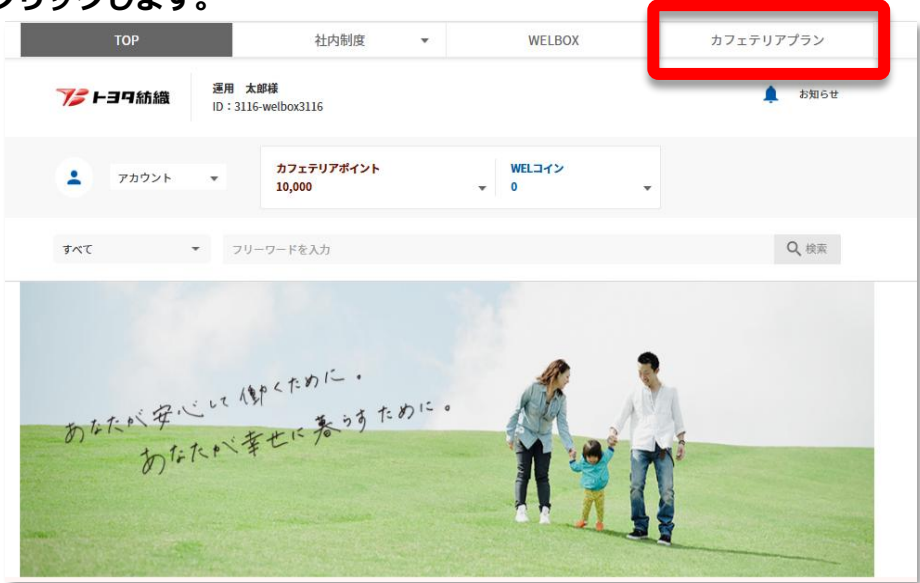 クリックします。
TOP
社内制度
WELBOX
カフェテリアプラン
トヨタ紡織
運用 太郎様
ID：3116-welbox3116
お知らせ
アカウント
カフェテリアポイント
10,000
WELコイン
0
すべて
フリーワードを入力
検索
あなたが安心して働くために。
あなたが幸せに暮らすために。